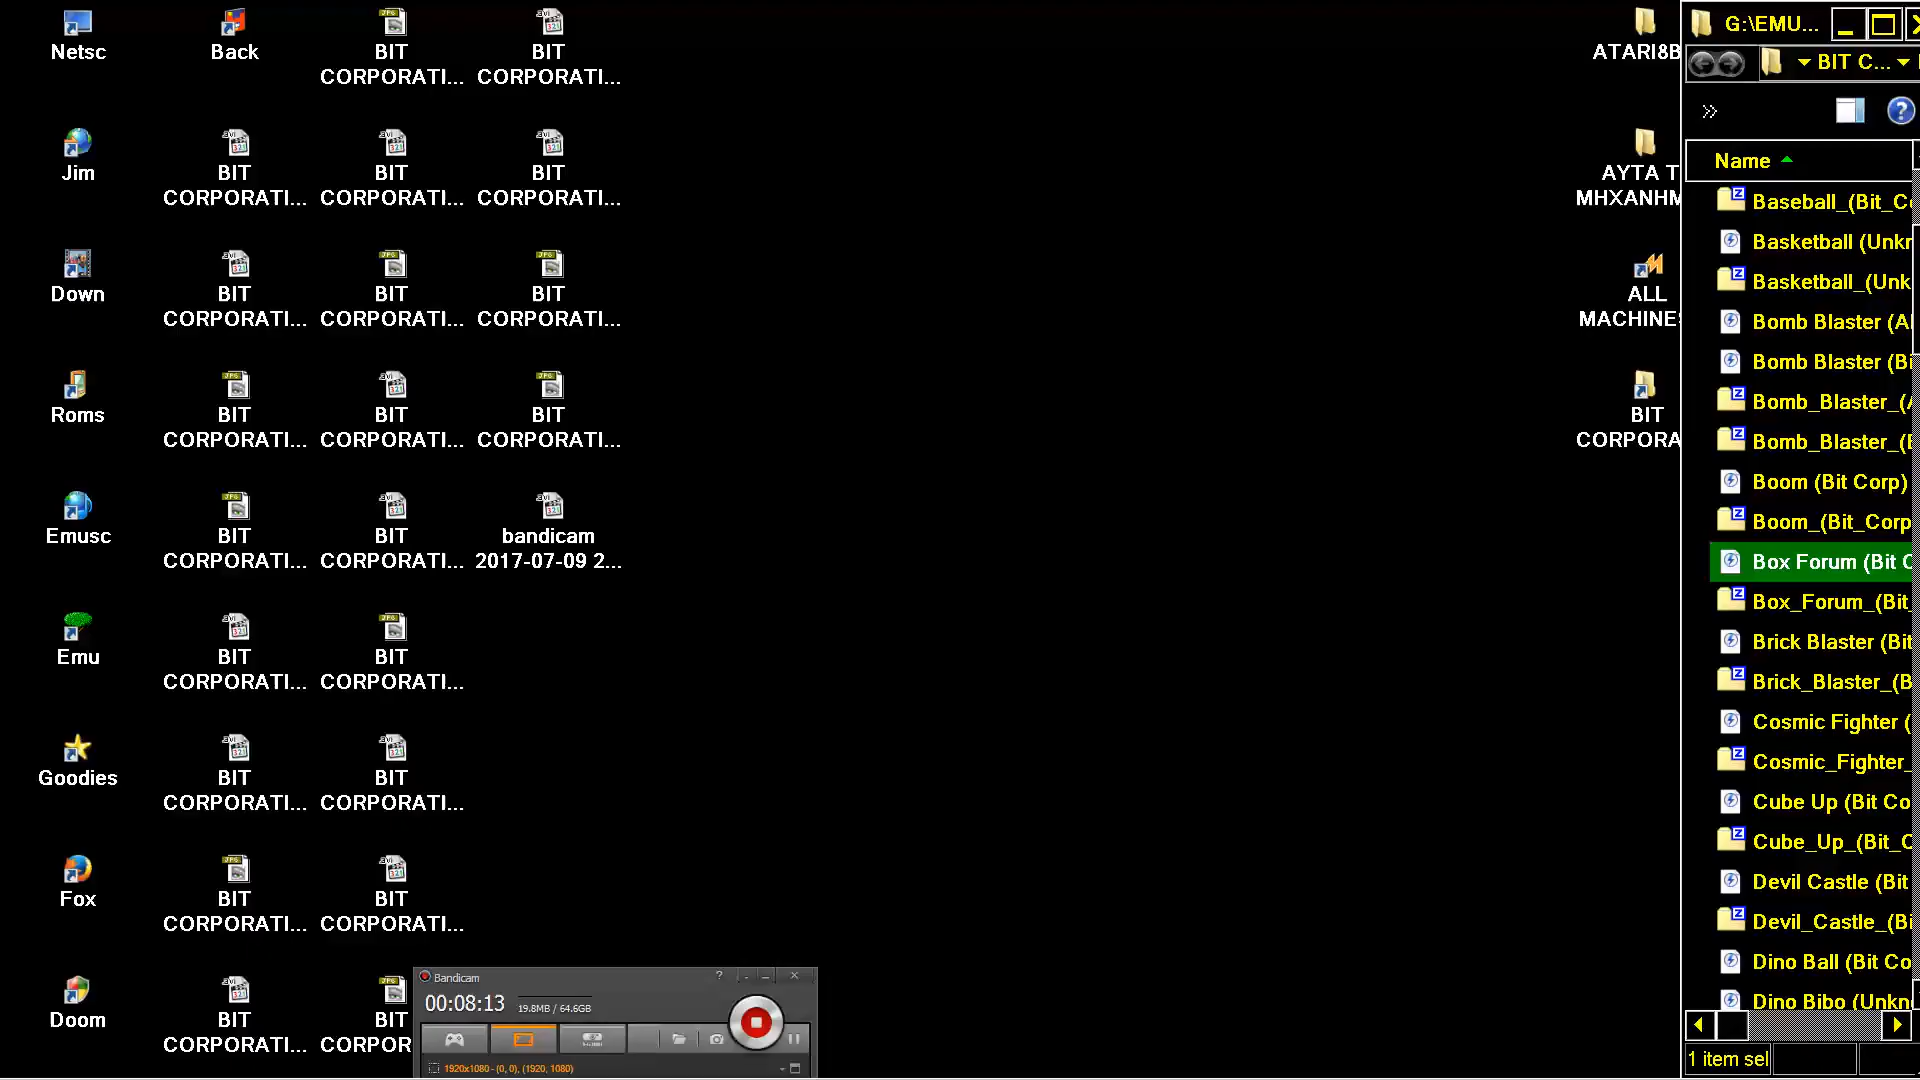 Netsc
Jim
Down
Roms
Emusc
Emu
Goodies
Fox
Doom
Back
BIT
CORPORATI...
BIT
CORPORATI...
BIT
CORPORATI...
BIT
CORPORATI...
BIT
CORPORATI...
BIT
CORPORATI...
BIT
CORPORATI...
BIT
CORPORATI...
BIT
CORPORATI...
BIT
CORPORATI...
BIT
CORPORATI...
BIT
CORPORATI...
BIT
CORPORATI...
BIT
CORPORATI...
BIT
CORPORATI...
BIT
CORPORATI...
BIT
CORPOR
BIT
CORPORATI...
BIT
CORPORATI...
BIT
CORPORATI...
BIT
CORPORATI...
bandicam
2017-07-09 2...
ATARI8B
AYTA T
MHXANHM
ALL
MACHINES
BIT
CORPORA
Bandicam
00:08:13
19.8MB / 64.6GB
1920x1080 - (0, 0), (1920, 1080)
G:\EMU...
BIT C...
Name
Baseball_(Bit_Co
Basketball (Unkn
Basketball_(Unk
Bomb Blaster (A
Bomb Blaster (Bi
Bomb_Blaster_(A
Bomb_Blaster_(B
Boom (Bit Corp)
Boom_(Bit_Corp
Box Forum (Bit C
Box_Forum_(Bit_
Brick Blaster (Bit
Brick_Blaster_(B
Cosmic Fighter (
Cosmic_Fighter_
Cube Up (Bit Co
Cube_Up_(Bit_C
Devil Castle (Bit
Devil_Castle_(Bi
Dino Ball (Bit Co
Dino Bibo (Unkn
1 item sel